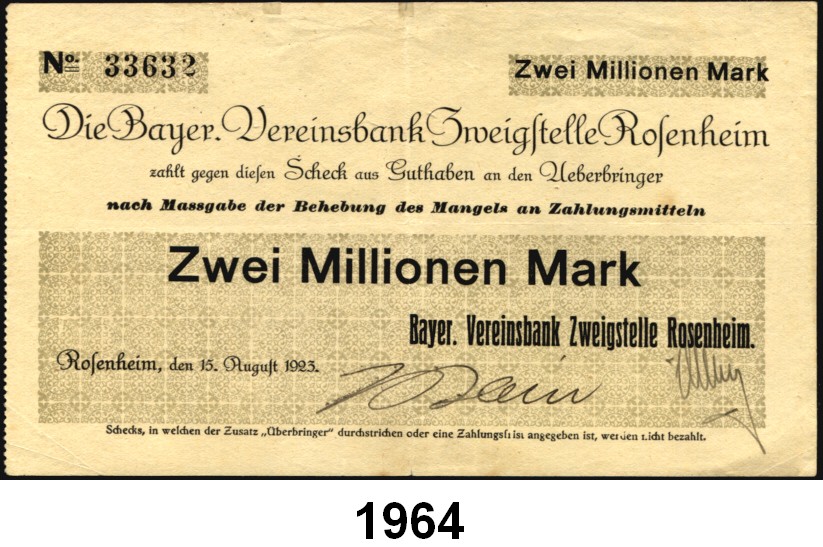 No. 33632 Zwei Millionen Mark
Die Bayer. Vereinsbank Zweigstelle Rosenheim
zahlt gegen diesen Scheck aus Guthaben an den Ueberbringer
nach Massgabe der Behebung des Mangels an Zahlungsmitteln
Zwei Millionen Mark
Bayer. Vereinsbank Zweigstelle Rosenheim.
Rosenheim, den 15. August 1923.
Schecks, in welchen der Zusatz „Überbringer" durchstrichen oder eine Zahlungsfrist angegeben ist, werden nicht bezahlt.
1964